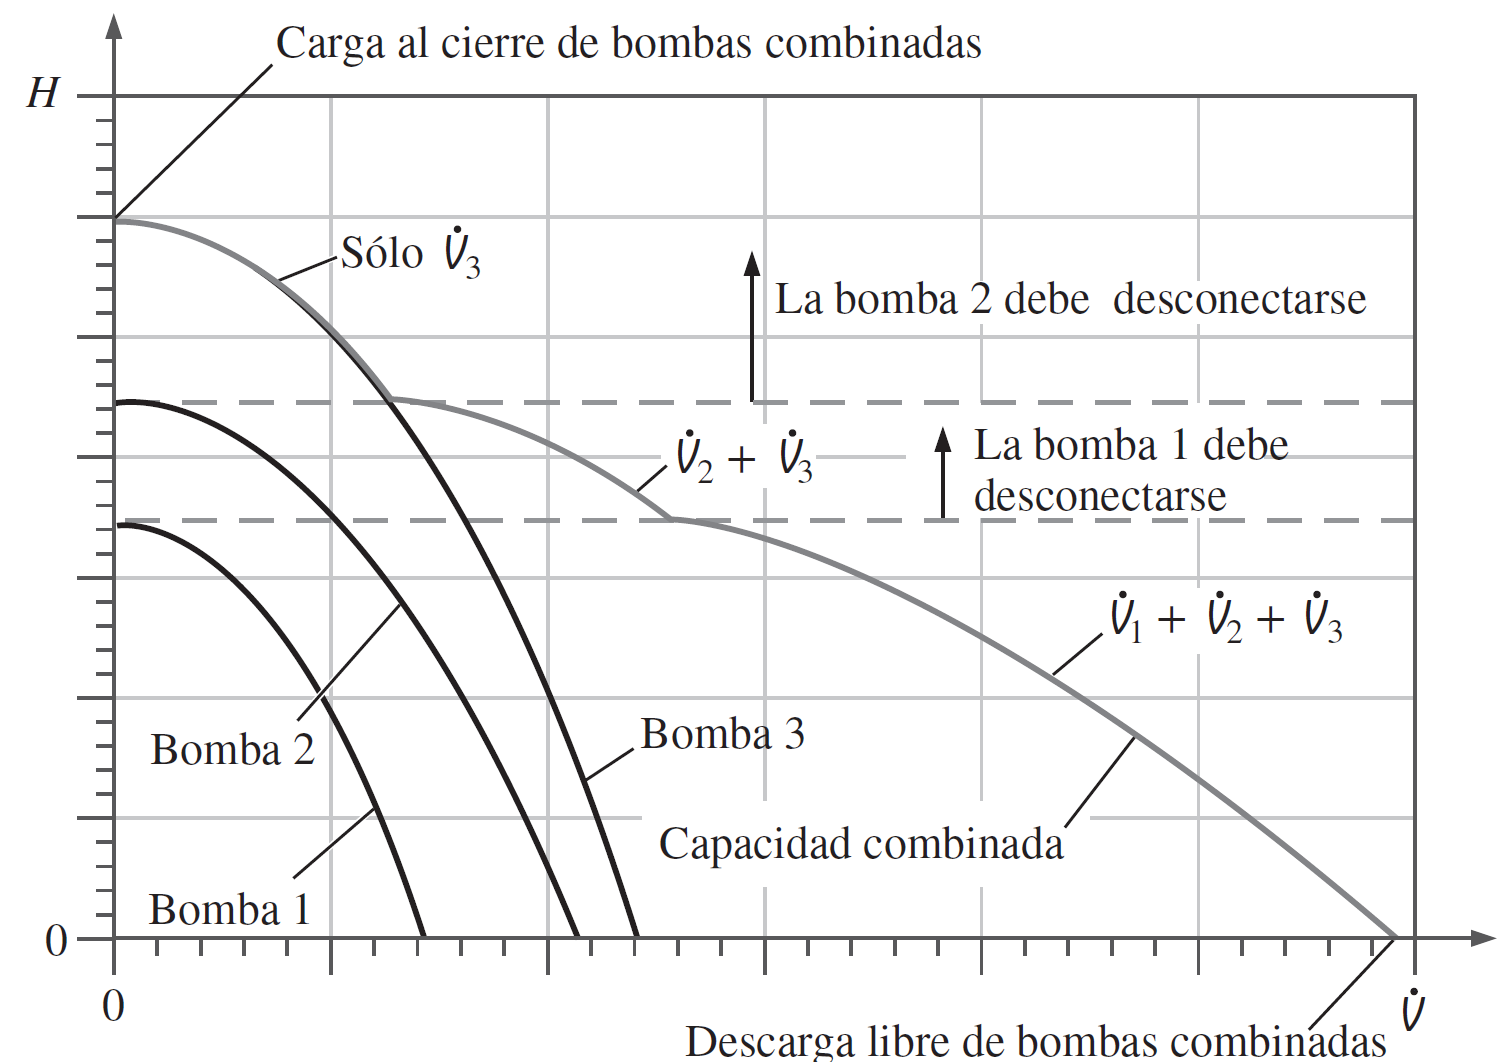 Carga al cierre de bombas combinadas
H
Sólo V̇3
La bomba 2 debe desconectarse
V̇2 + V̇3
La bomba 1 debe
desconectarse
V̇1 + V̇2 + V̇3
Bomba 2
Bomba 3
Capacidad combinada
Bomba 1
0
0
V̇
Descarga libre de bombas combinadas